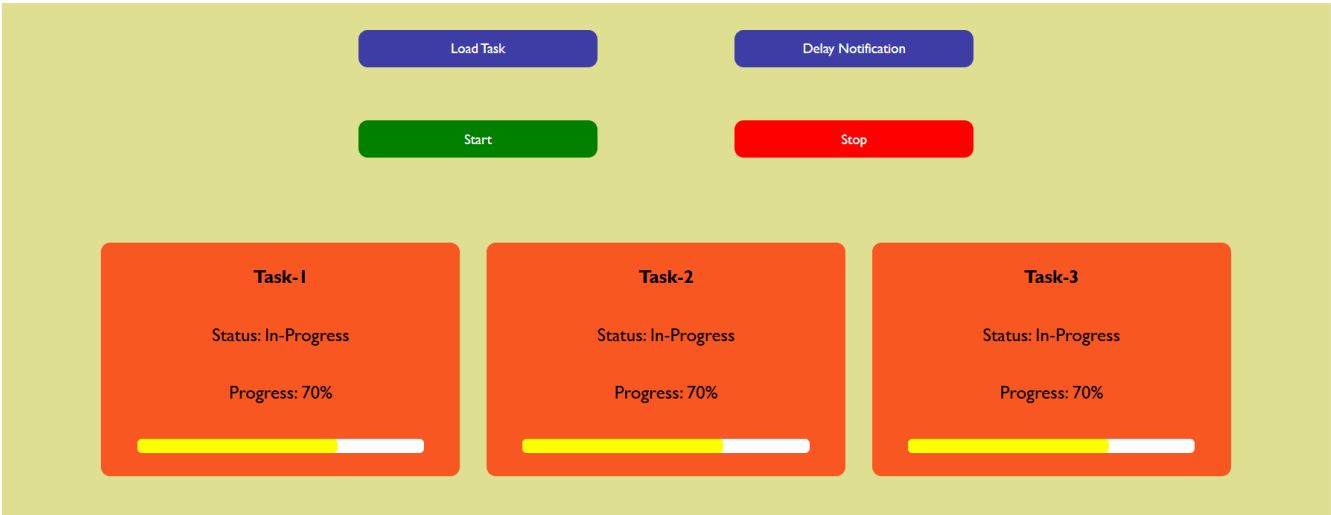 Load Task
Delay Notification
Start
Stop
Task-1
Status: In-Progress
Progress: 70%
Task-2
Status: In-Progress
Progress: 70%
Task-3
Status: In-Progress
Progress: 70%